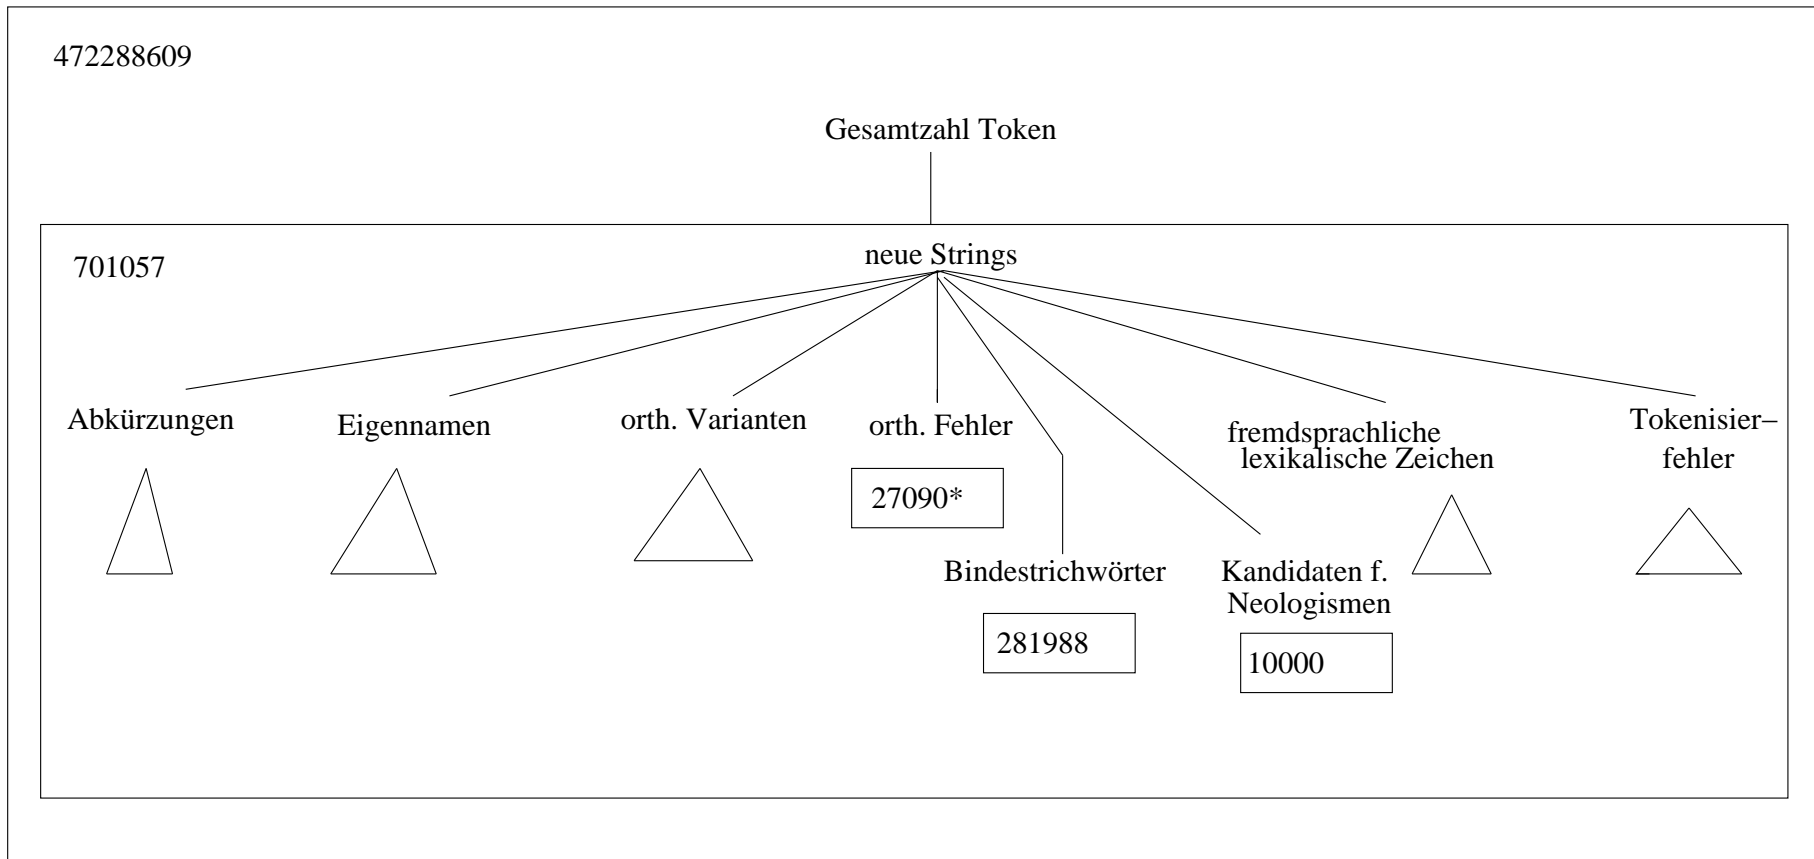 472288609
Gesamtzahl Token
neue Strings
701057
Abkürzungen
Eigennamen
orth. Varianten
orth. Fehler
fremdsprachliche
lexikalische Zeichen
Tokenisier–
fehler
27090*
Bindestrichwörter
281988
Kandidaten f.
Neologismen
10000